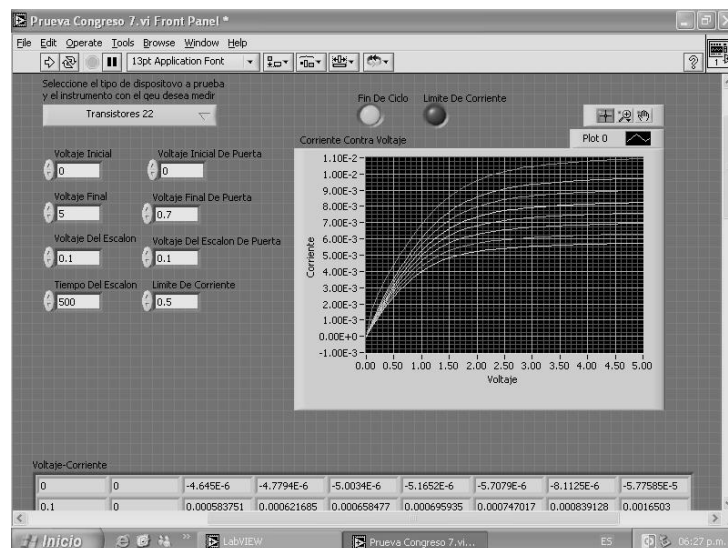 Prueva Congreso 7.vi Front Panel *
File Edit Operate Tools Browse Window Help
13pt Application Font
1
Seleccione el tipo de dispositovo a prueba
y el instrumento con el qeu desea medir
Transistores 22
Fin De Ciclo Limite De Corriente
Plot 0
Voltaje Inicial Voltaje Inicial De Puerta
0 0
Voltaje Final Voltaje Final De Puerta
5 0.7
Voltaje Del Escalon Voltaje Del Escalon De Puerta
0.1 0.1
Tiempo Del Escalon Limite De Corriente
500 0.5
Corriente Contra Voltaje
Corriente
1.10E-2
1.00E-2
9.00E-3
8.00E-3
7.00E-3
6.00E-3
5.00E-3
4.00E-3
3.00E-3
2.00E-3
1.00E-3
0.00E+0
-1.00E-3
0.00 0.50 1.00 1.50 2.00 2.50 3.00 3.50 4.00 4.50 5.00
Voltaje
Voltaje-Corriente
0 0 -4.645E-6 -4.7794E-6 -5.0034E-6 -5.1652E-6 -5.7079E-6 -8.1125E-6 -5.77585E-5
0.1 0 0.000583751 0.000621685 0.000658477 0.000695935 0.000747017 0.000839128 0.0016503
Inicio LabVIEW Prueva Congreso 7.vi... ES 06:27 p.m.